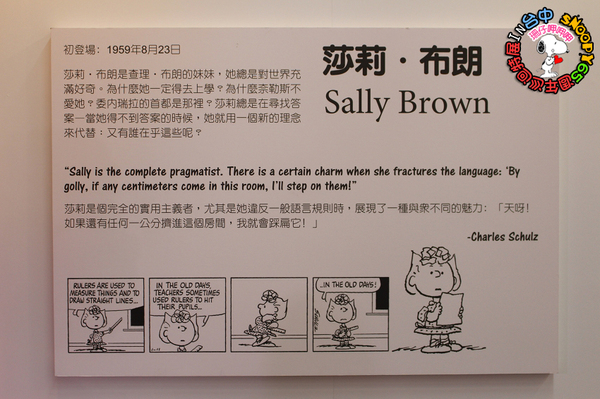 初登場：1959年8月23日
莎莉・布朗
Sally Brown
莎莉・布朗是查理・布朗的妹妹，她總是對世界充
滿好奇。為什麼她一定得去上學？為什麼奈勒斯不
愛她？委內瑞拉的首都是那裡？莎莉總是在尋找答
案—當她得不到答案的時候，她就用一個新的理念
來代替：又有誰在乎這些呢？
“Sally is the complete pragmatist. There is a certain charm when she fractures the language: ‘By
golly, if any centimeters come in this room, I’ll step on them!”
莎莉是個完全的實用主義者，尤其是她違反一般語言規則時，展現了一種與眾不同的魅力：「天呀！
如果還有任何一公分擠進這個房間，我就會踩扁它！」
-Charles Schulz
RULERS ARE USED TO
MEASURE THINGS AND TO
DRAW STRAIGHT LINES...
IN THE OLD DAYS,
TEACHERS SOMETIMES
USED RULERS TO HIT
THEIR PUPILS...
...IN THE OLD DAYS!
SNOOPY65
IN台中